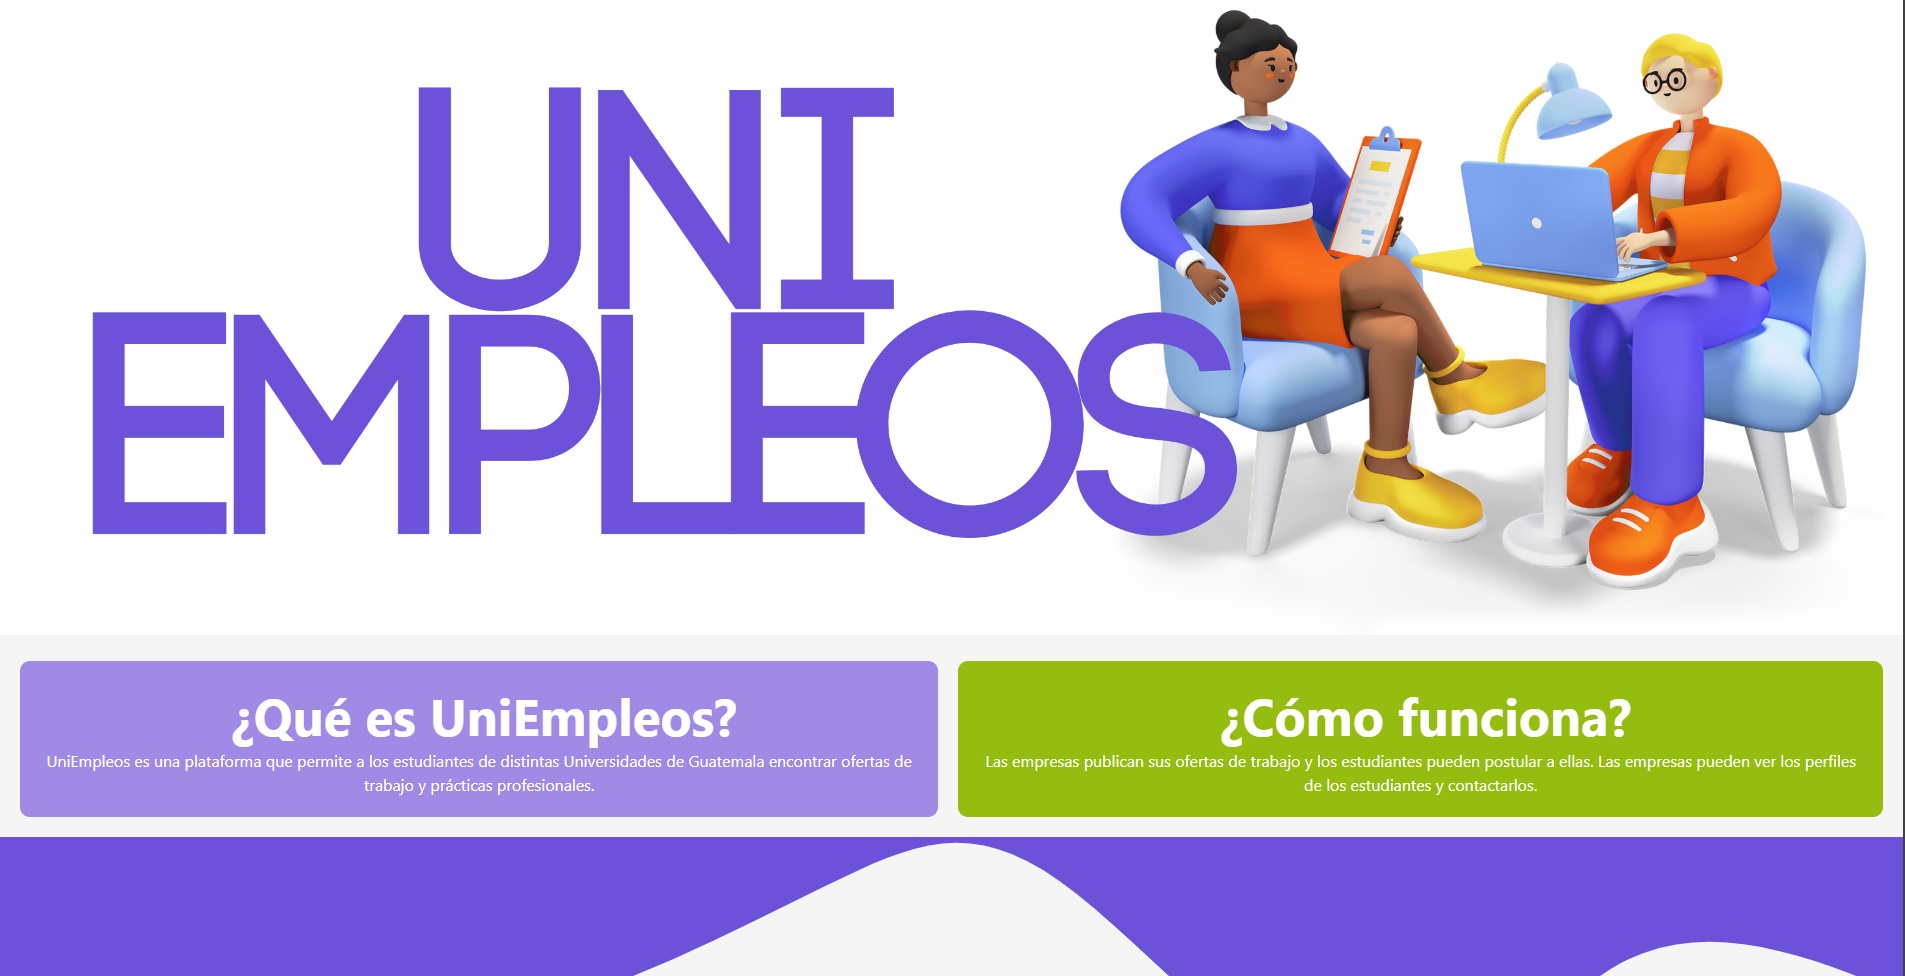 UNI
EMPLEOS
¿Qué es UniEmpleos?
UniEmpleos es una plataforma que permite a los estudiantes de distintas Universidades de Guatemala encontrar ofertas de
trabajo y prácticas profesionales.
¿Cómo funciona?
Las empresas publican sus ofertas de trabajo y los estudiantes pueden postular a ellas. Las empresas pueden ver los perfiles
de los estudiantes y contactarlos.